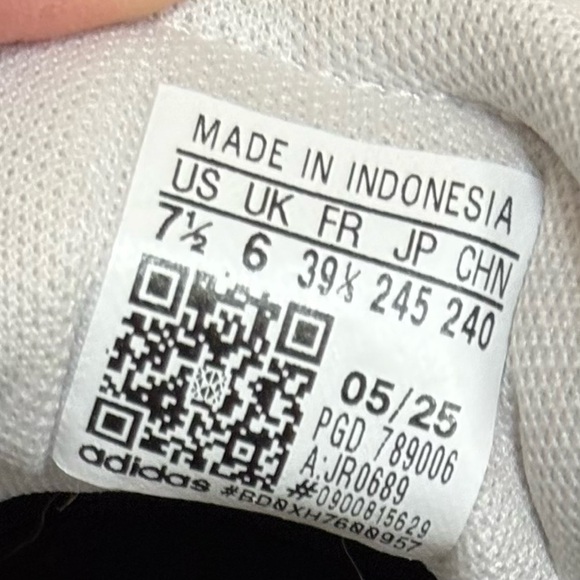 MADE IN INDONESIA
US UK FR JP CHN
7½ 6 39⅓ 245 240
05/25
PGD 789006
A:JR0689
#0900815629
adidas #BD0XH7600957